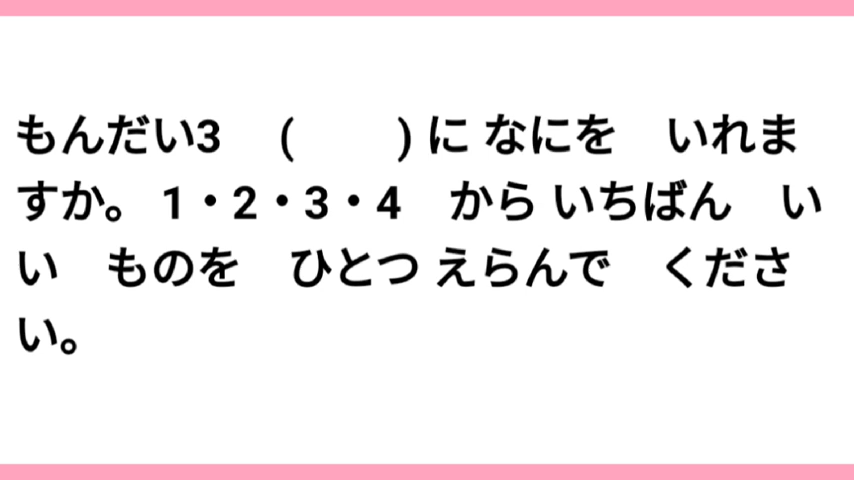 もんだい3　(　　) に なにを　いれま
すか。 1・2・3・4　から いちばん　い
い　ものを　ひとつ えらんで　くださ
い。